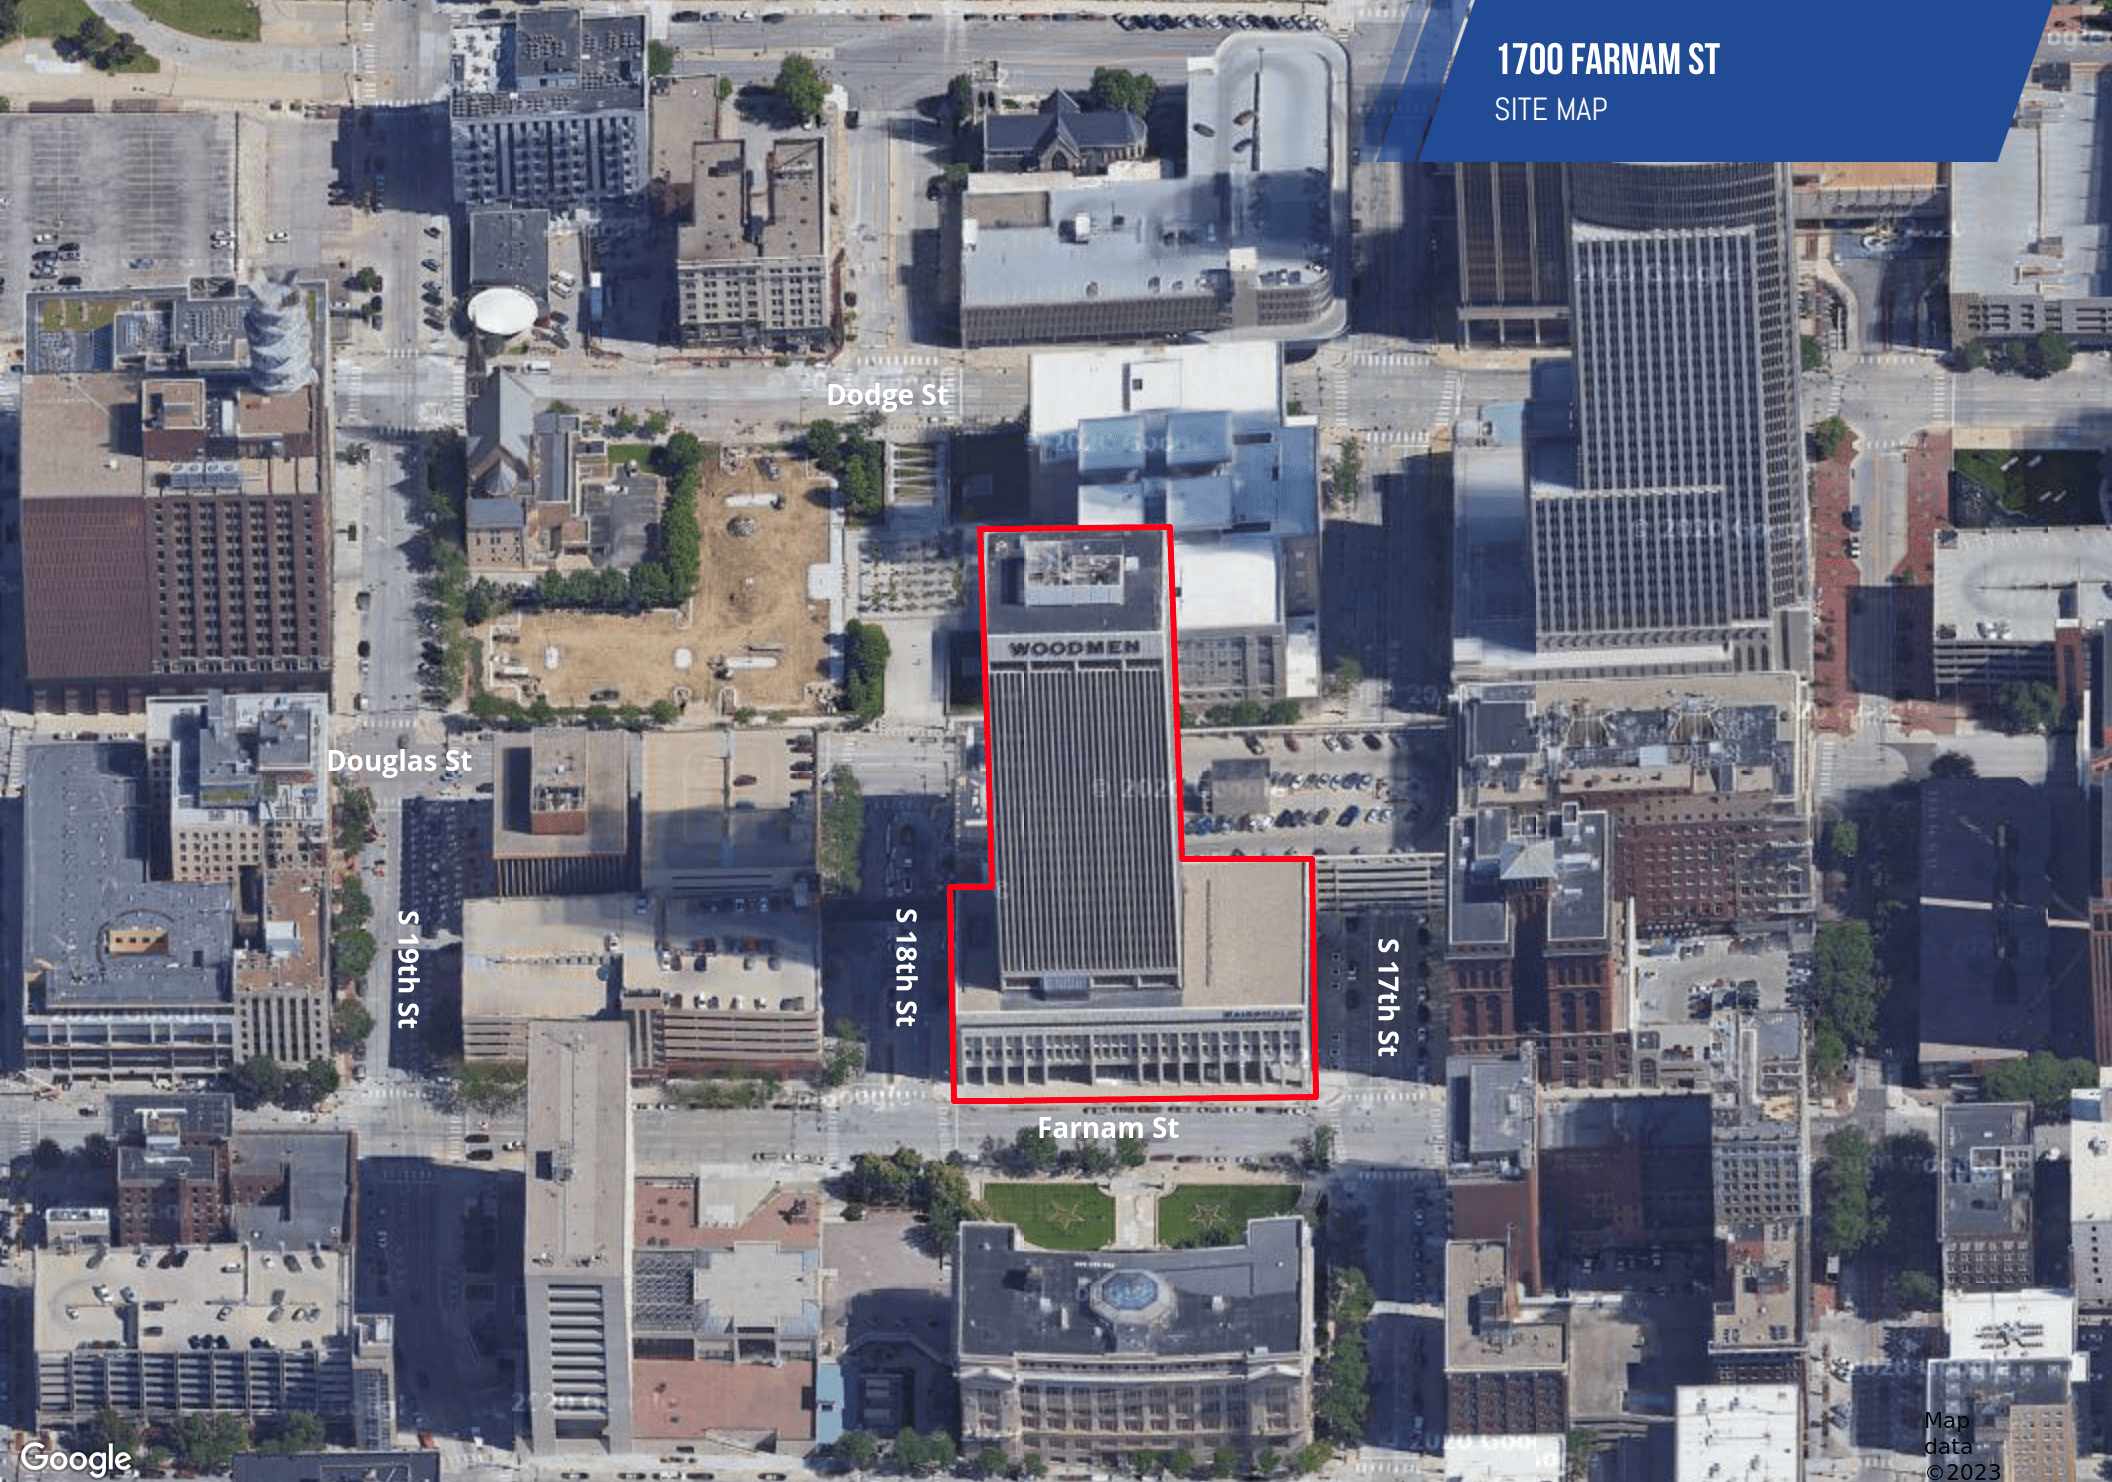 1700 FARNAM ST
SITE MAP
Dodge St
WOODMEN
Douglas St
S 19th St
S 18th St
S 17th St
Farnam St
Google
Map
data
©2023